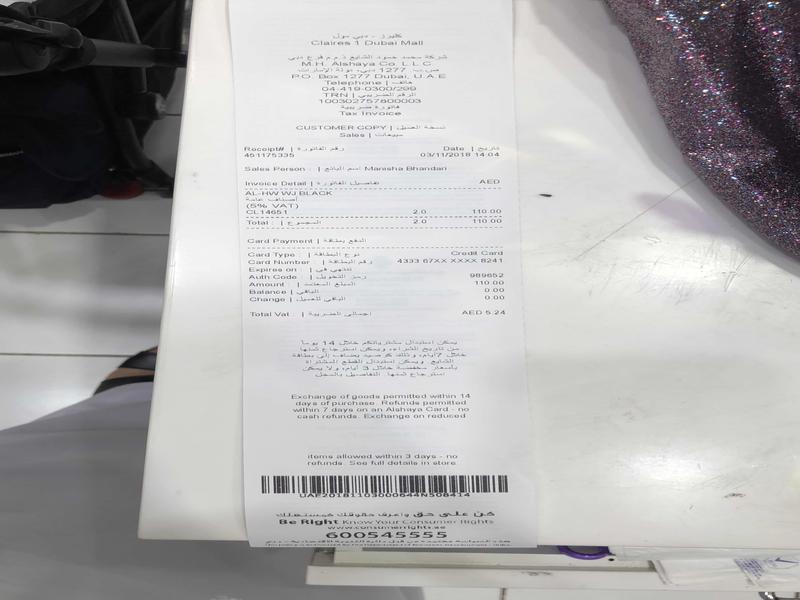 كليرز - دبي مول
Claires 1 Dubai Mall
شركة محمد حمود الشايع ذ.م.م فرع دبي
M.H. Alshaya Co. L.L.C
ص.ب. 1277 دبي، دولة الإمارات
P.O. Box 1277 Dubai, U.A.E
Telephone | هاتف
04-419-0300/299
TRN | الرقم الضريبي
100302757800003
فاتورة ضريبية
Tax Invoice
CUSTOMER COPY | نسخة العميل
Sales | مبيعات
Receipt# | رقم الفاتورة Date | تاريخ
451175335 03/11/2018 14:04
Sales Person : | اسم البائع Manisha Bhandari
Invoice Detail | تفاصيل الفاتورة AED
AL-HW WJ BLACK
أصناف عامة
(5% VAT)
CL14651 2.0 110.00
Total : | المجموع 2.0 110.00
Card Payment | الدفع ببطاقة
Card Type : | نوع البطاقة Credit Card
Card Number | رقم البطاقة 4333 67XX XXXX 8241
Expires on : | تنتهي في
Auth Code : | رمز التخويل 989652
Amount : | المبلغ 110.00
Balance | الباقي 0.00
Change | الباقي للعميل 0.00
Total Vat : | اجمالي الضريبة AED 5.24
يمكن استبدال مشترياتكم خلال 14 يوماً
من تاريخ الشراء، ويمكن استرجاع ثمنها
خلال 7 أيام، وذلك كرصيد يضاف إلى بطاقة
الشايع. ويمكن استبدال القطع المشتراة
بأسعار مخفضة خلال 3 أيام، ولا يمكن
استرجاع ثمنها. التفاصيل بالمحل
Exchange of goods permitted within 14
days of purchase. Refunds permitted
within 7 days on an Alshaya Card - no
cash refunds. Exchange on reduced
items allowed within 3 days - no
refunds. See full details in store
UAE20181103000644N508414
كن على حق واعرف حقوقك كمستهلك
Be Right Know Your Consumer Rights
www.consumerrights.ae
600545555